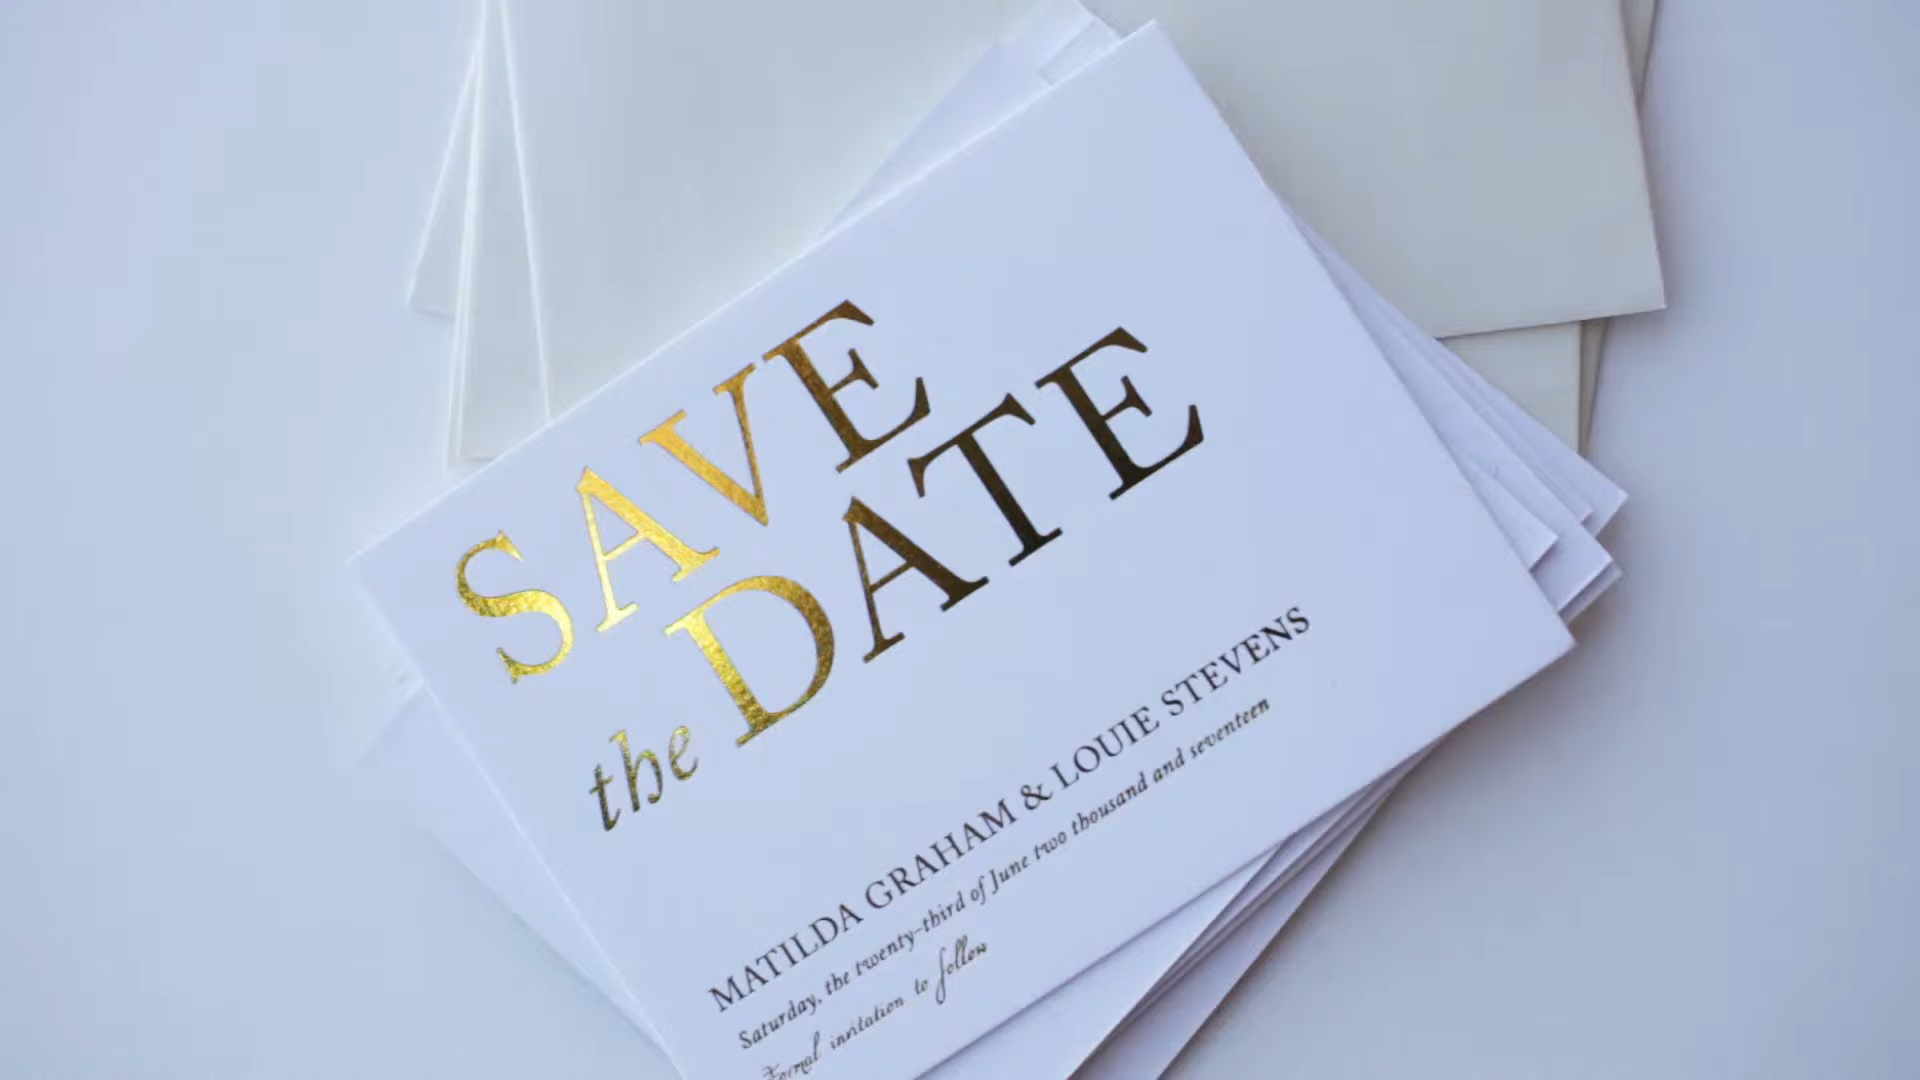 SAVE
the DATE
MATILDA GRAHAM & LOUIE STEVENS
Saturday, the twenty-third of June two thousand and seventeen
Formal invitation to follow